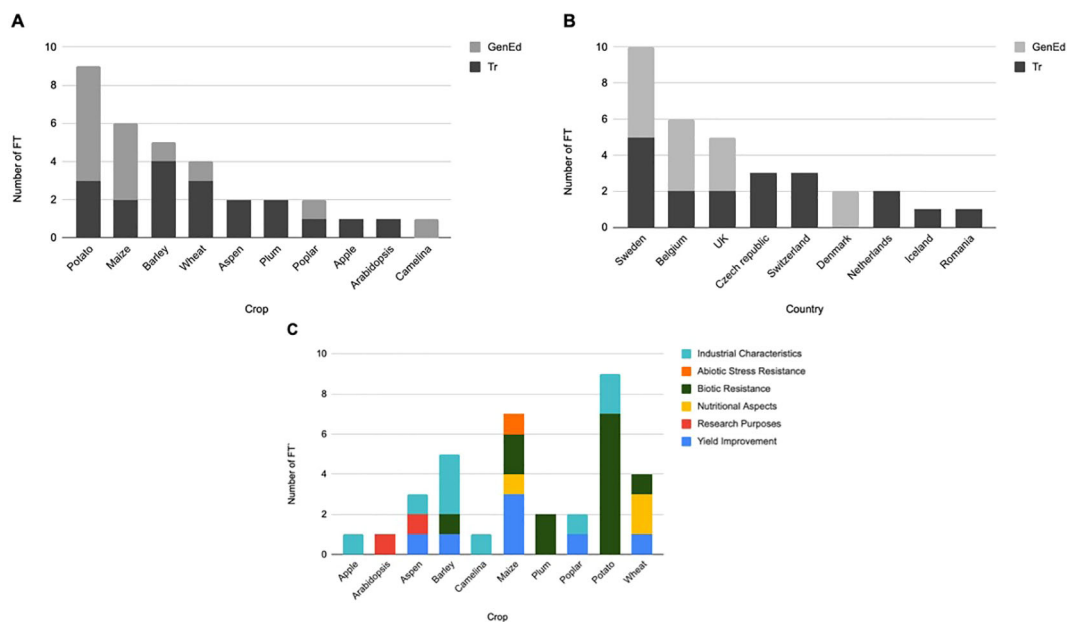 A
10
8
6
4
2
0
Number of FT
GenEd
Tr
Potato
Maize
Barley
Wheat
Aspen
Plum
Poplar
Apple
Arabidopsis
Camelina
Crop
B
10
8
6
4
2
0
Number of FT
GenEd
Tr
Sweden
Belgium
UK
Czech republic
Switzerland
Denmark
Netherlands
Iceland
Romania
Country
C
10
8
6
4
2
0
Number of FT
Industrial Characteristics
Abiotic Stress Resistance
Biotic Resistance
Nutritional Aspects
Research Purposes
Yield Improvement
Apple
Arabidopsis
Aspen
Barley
Camelina
Maize
Plum
Poplar
Potato
Wheat
Crop